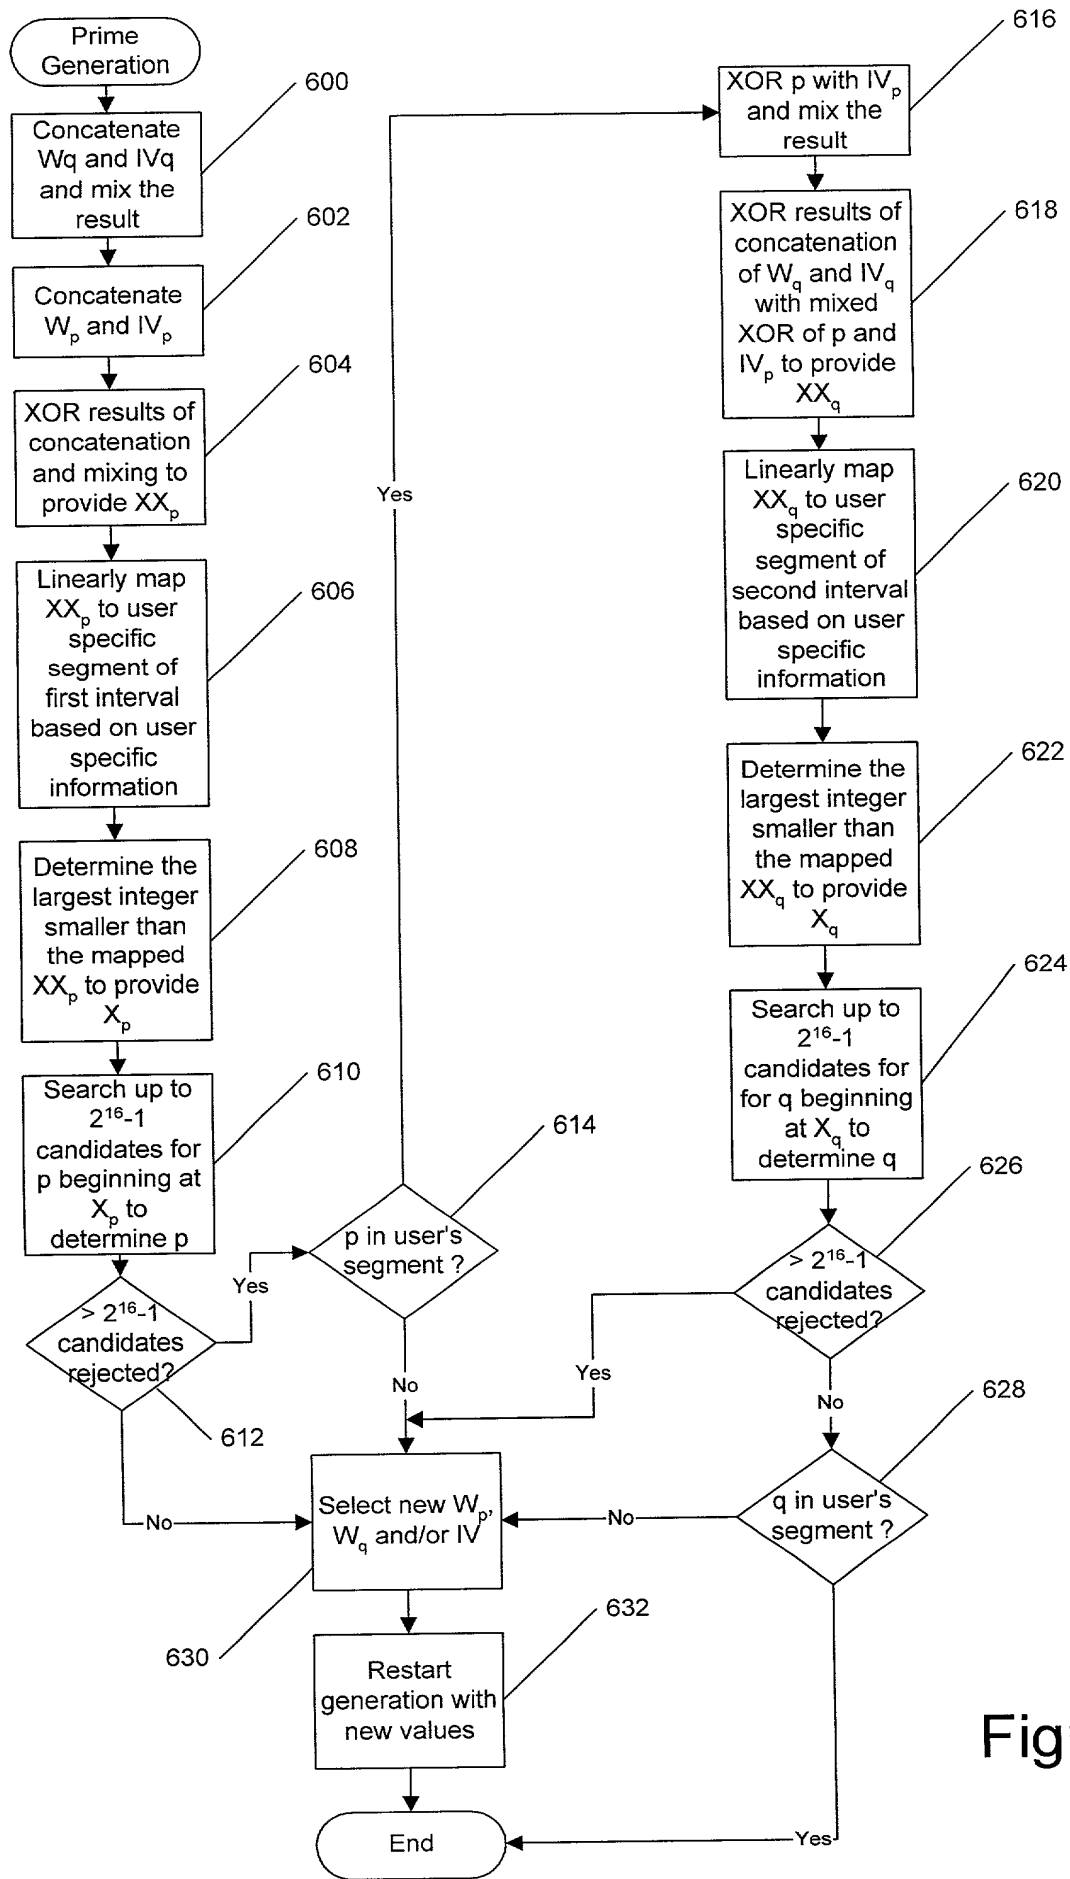 Prime
Generation
600
Concatenate
Wq and IVq
and mix the
result
602
Concatenate
Wp and IVp
604
XOR results of
concatenation
and mixing to
provide XXp
606
Linearly map
XXp to user
specific
segment of
first interval
based on user
specific
information
608
Determine the
largest integer
smaller than
the mapped
XXp to provide
Xp
610
Search up to
2^16-1
candidates for
p beginning at
Xp to
determine p
> 2^16-1
candidates
rejected?
612
Yes
No
614
p in user's
segment ?
Yes
No
616
XOR p with IVp
and mix the
result
618
XOR results of
concatenation
of Wq and IVq
with mixed
XOR of p and
IVp to provide
XXq
620
Linearly map
XXq to user
specific
segment of
second interval
based on user
specific
information
622
Determine the
largest integer
smaller than
the mapped
XXq to provide
Xq
624
Search up to
2^16-1
candidates for
for q beginning
at Xq to
determine q
626
> 2^16-1
candidates
rejected?
Yes
No
628
q in user's
segment ?
No
Yes
Select new Wp,
Wq and/or IV
630
632
Restart
generation with
new values
End
Fig